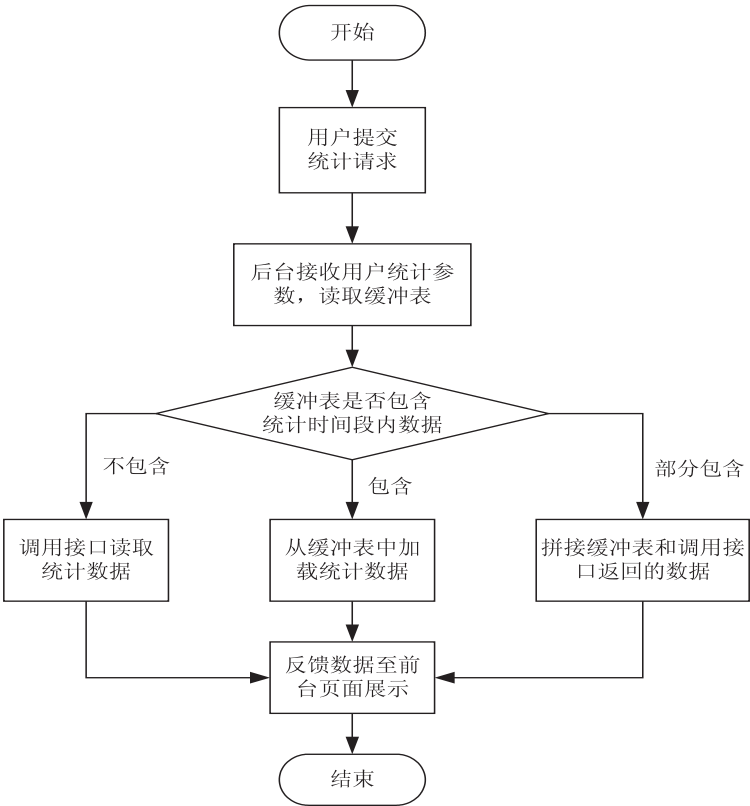 开始
用户提交
统计请求
后台接收用户统计参
数，读取缓冲表
缓冲表是否包含
统计时间段内数据
不包含
包含
部分包含
调用接口读取
统计数据
从缓冲表中加
载统计数据
拼接缓冲表和调用接
口返回的数据
反馈数据至前
台页面展示
结束